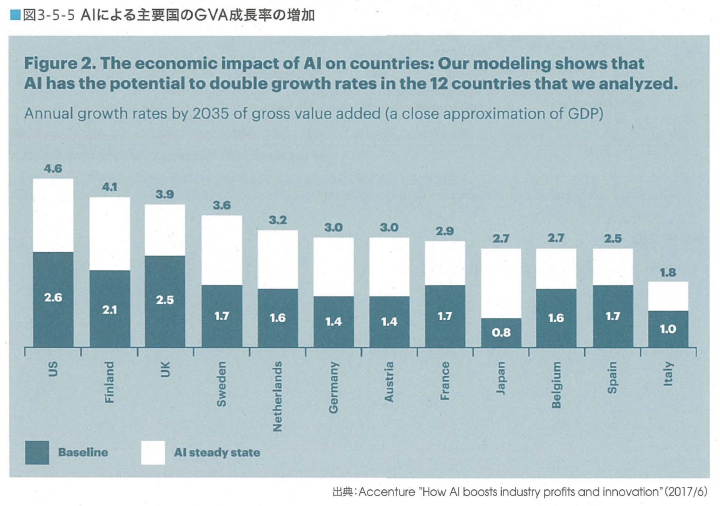 ■図3-5-5 AIによる主要国のGVA成長率の増加
Figure 2. The economic impact of AI on countries: Our modeling shows that
AI has the potential to double growth rates in the 12 countries that we analyzed.
Annual growth rates by 2035 of gross value added (a close approximation of GDP)
4.6
4.1
3.9
3.6
3.2
3.0
3.0
2.9
2.7
2.7
2.5
1.8
2.6
2.1
2.5
1.7
1.6
1.4
1.4
1.7
0.8
1.6
1.7
1.0
US
Finland
UK
Sweden
Netherlands
Germany
Austria
France
Japan
Belgium
Spain
Italy
Baseline
AI steady state
出典：Accenture "How AI boosts industry profits and innovation"（2017/6）